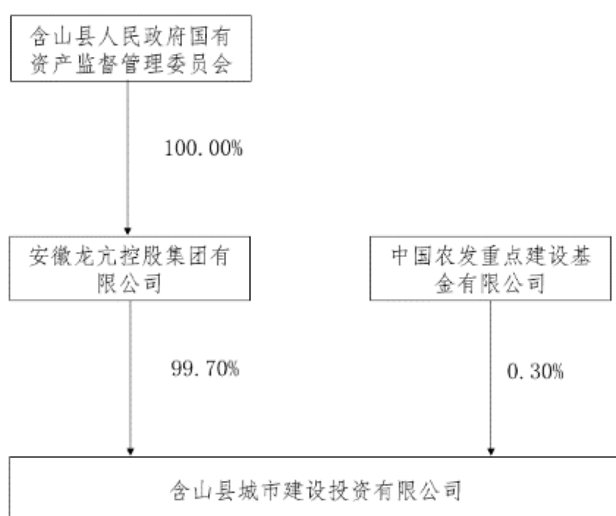 含山县人民政府国有
资产监督管理委员会
100.00%
安徽龙亢控股集团有
限公司
中国农发重点建设基
金有限公司
99.70%
0.30%
含山县城市建设投资有限公司